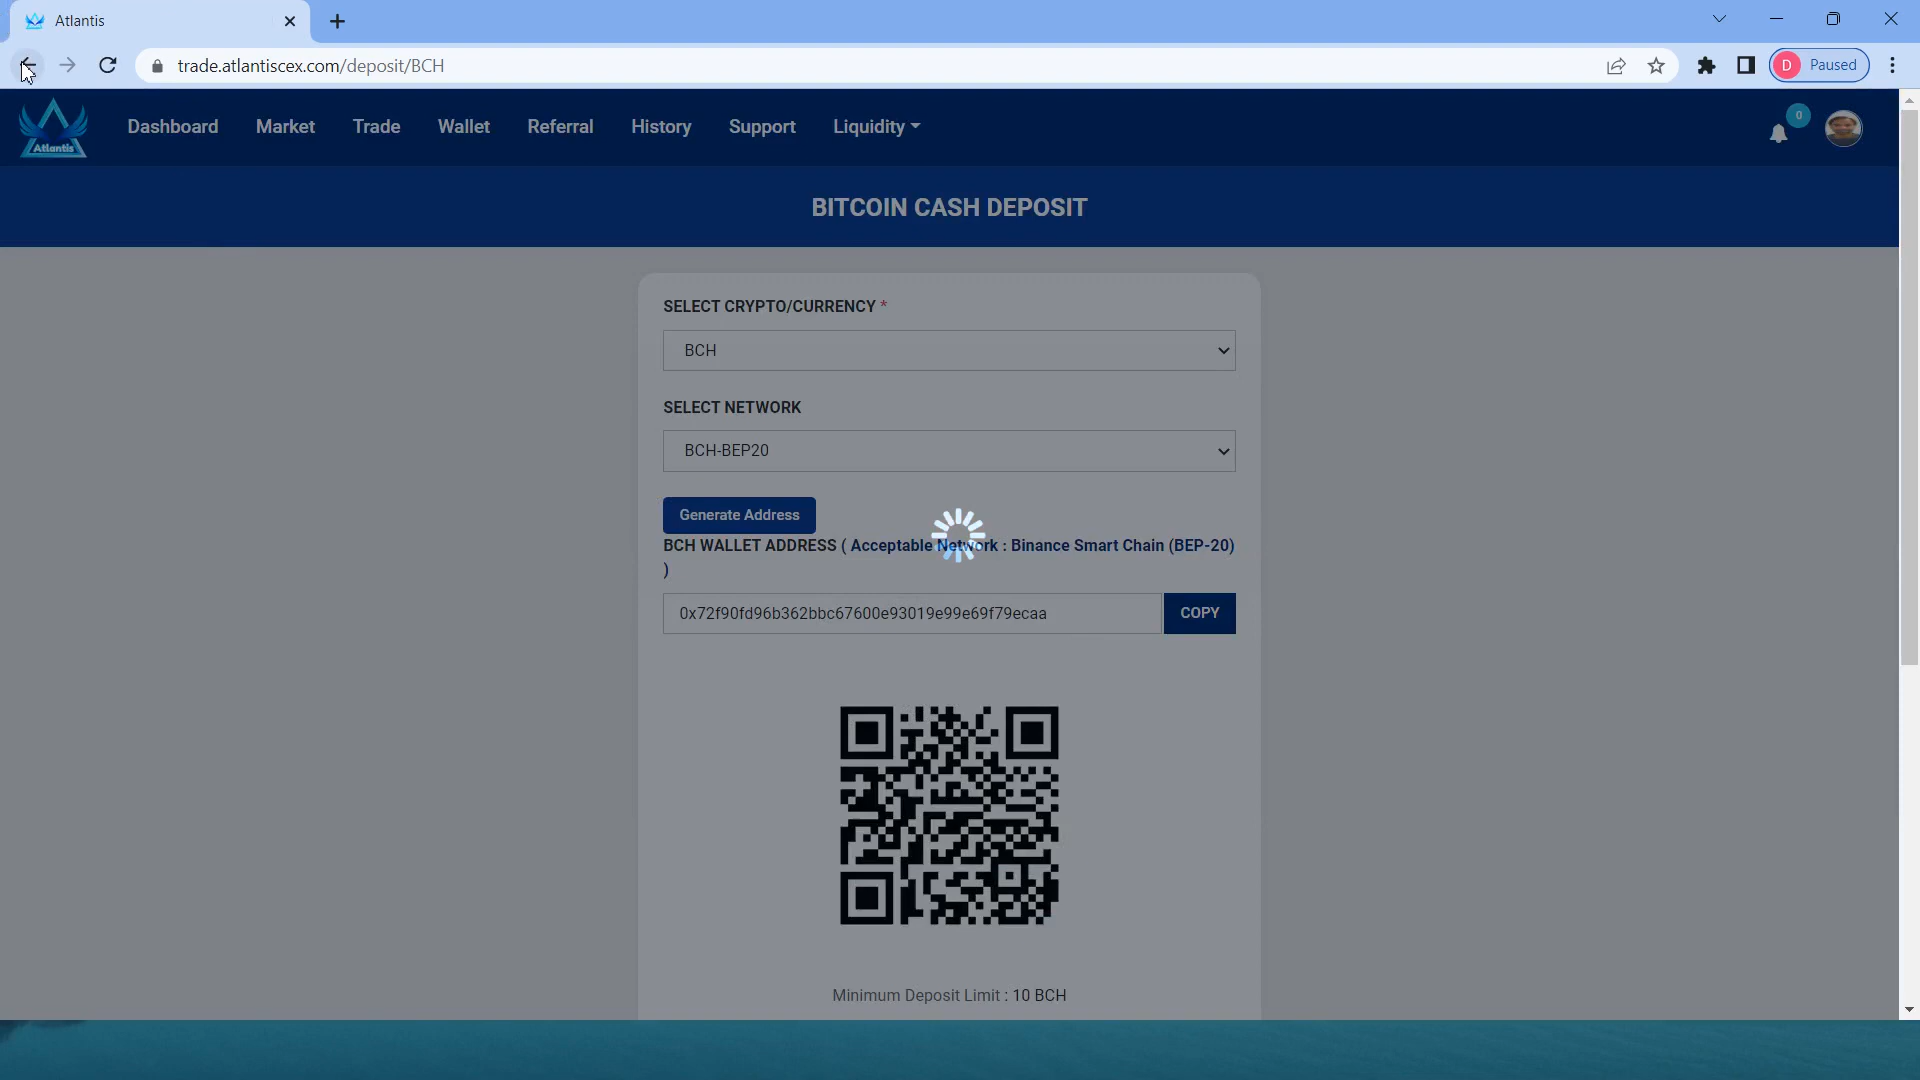 Atlantis
trade.atlantiscex.com/deposit/BCH
D Paused
Atlantis
Dashboard Market Trade Wallet Referral History Support Liquidity
0
BITCOIN CASH DEPOSIT
SELECT CRYPTO/CURRENCY *
BCH
SELECT NETWORK
BCH-BEP20
Generate Address
BCH WALLET ADDRESS ( Acceptable Network : Binance Smart Chain (BEP-20)
)
0x72f90fd96b362bbc67600e93019e99e69f79ecaa
COPY
Minimum Deposit Limit : 10 BCH